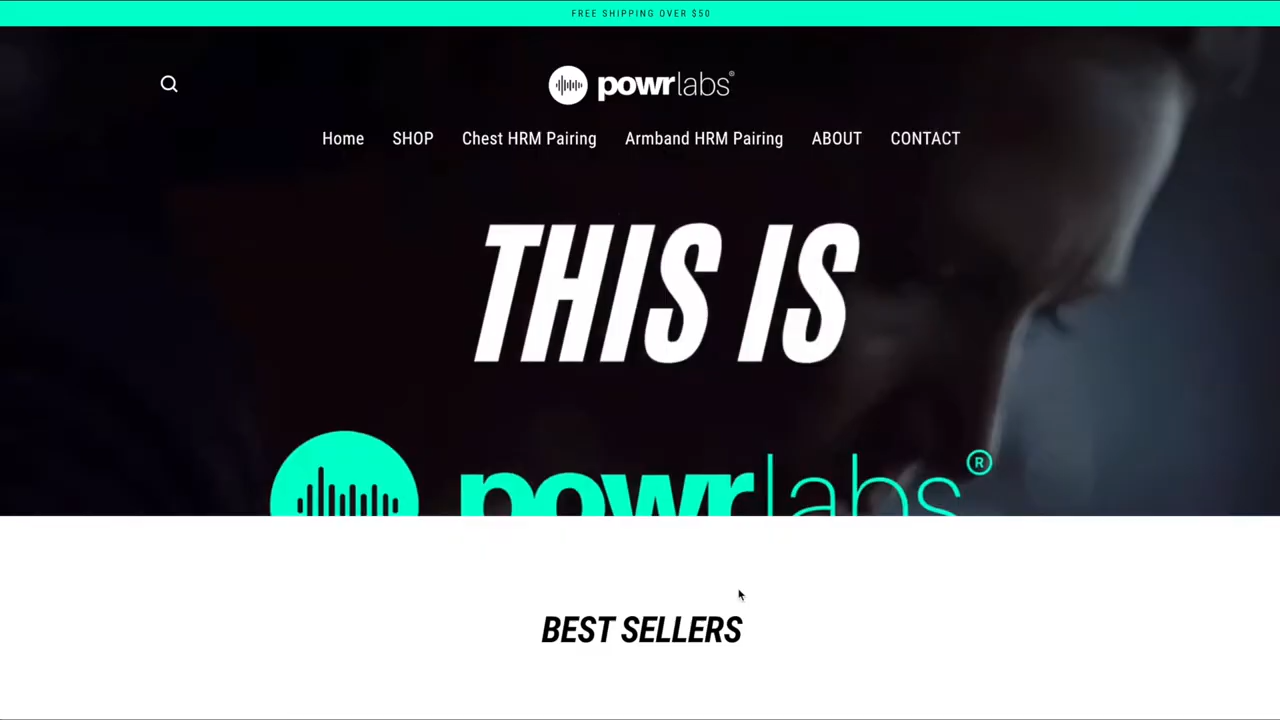 FREE SHIPPING OVER $50
powrlabs®
Home SHOP Chest HRM Pairing Armband HRM Pairing ABOUT CONTACT
THIS IS
powrlabs®
BEST SELLERS